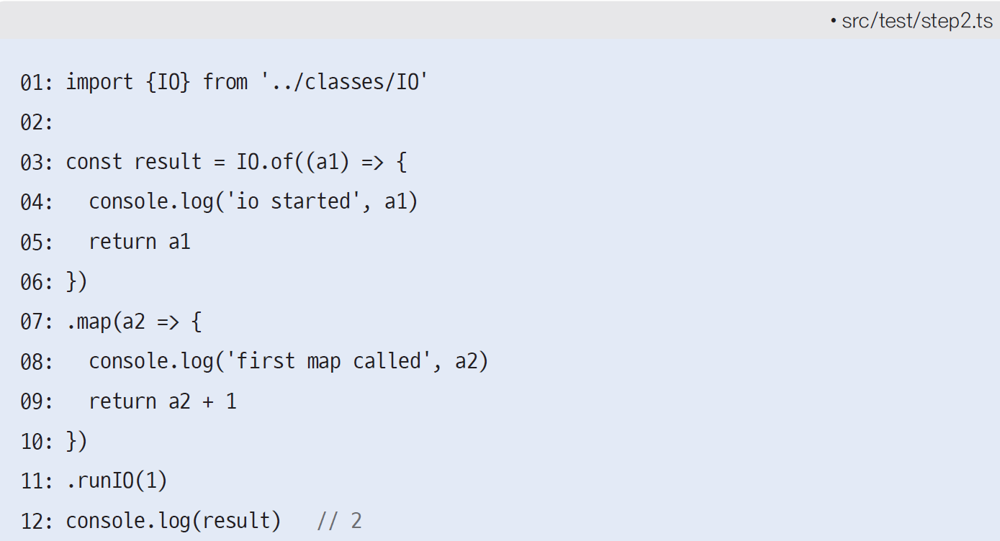 • src/test/step2.ts
01: import {IO} from '../classes/IO'
02:
03: const result = IO.of((a1) => {
04:   console.log('io started', a1)
05:   return a1
06: })
07: .map(a2 => {
08:   console.log('first map called', a2)
09:   return a2 + 1
10: })
11: .runIO(1)
12: console.log(result)   // 2